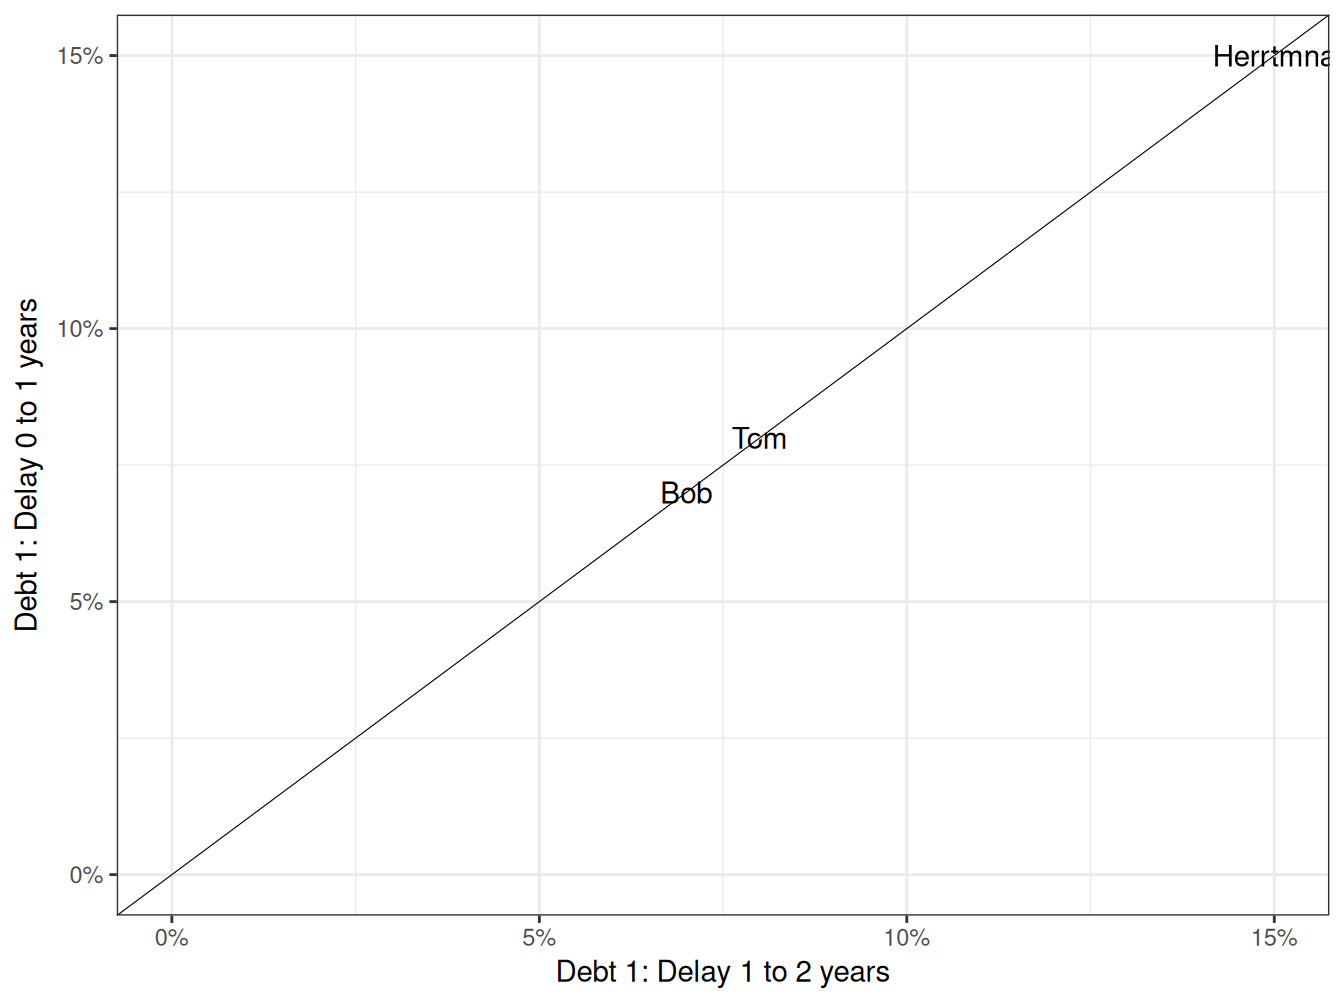 15%
Herrtmna
10%
Tom
Bob
5%
0%
Debt 1: Delay 0 to 1 years
0%
5%
10%
15%
Debt 1: Delay 1 to 2 years